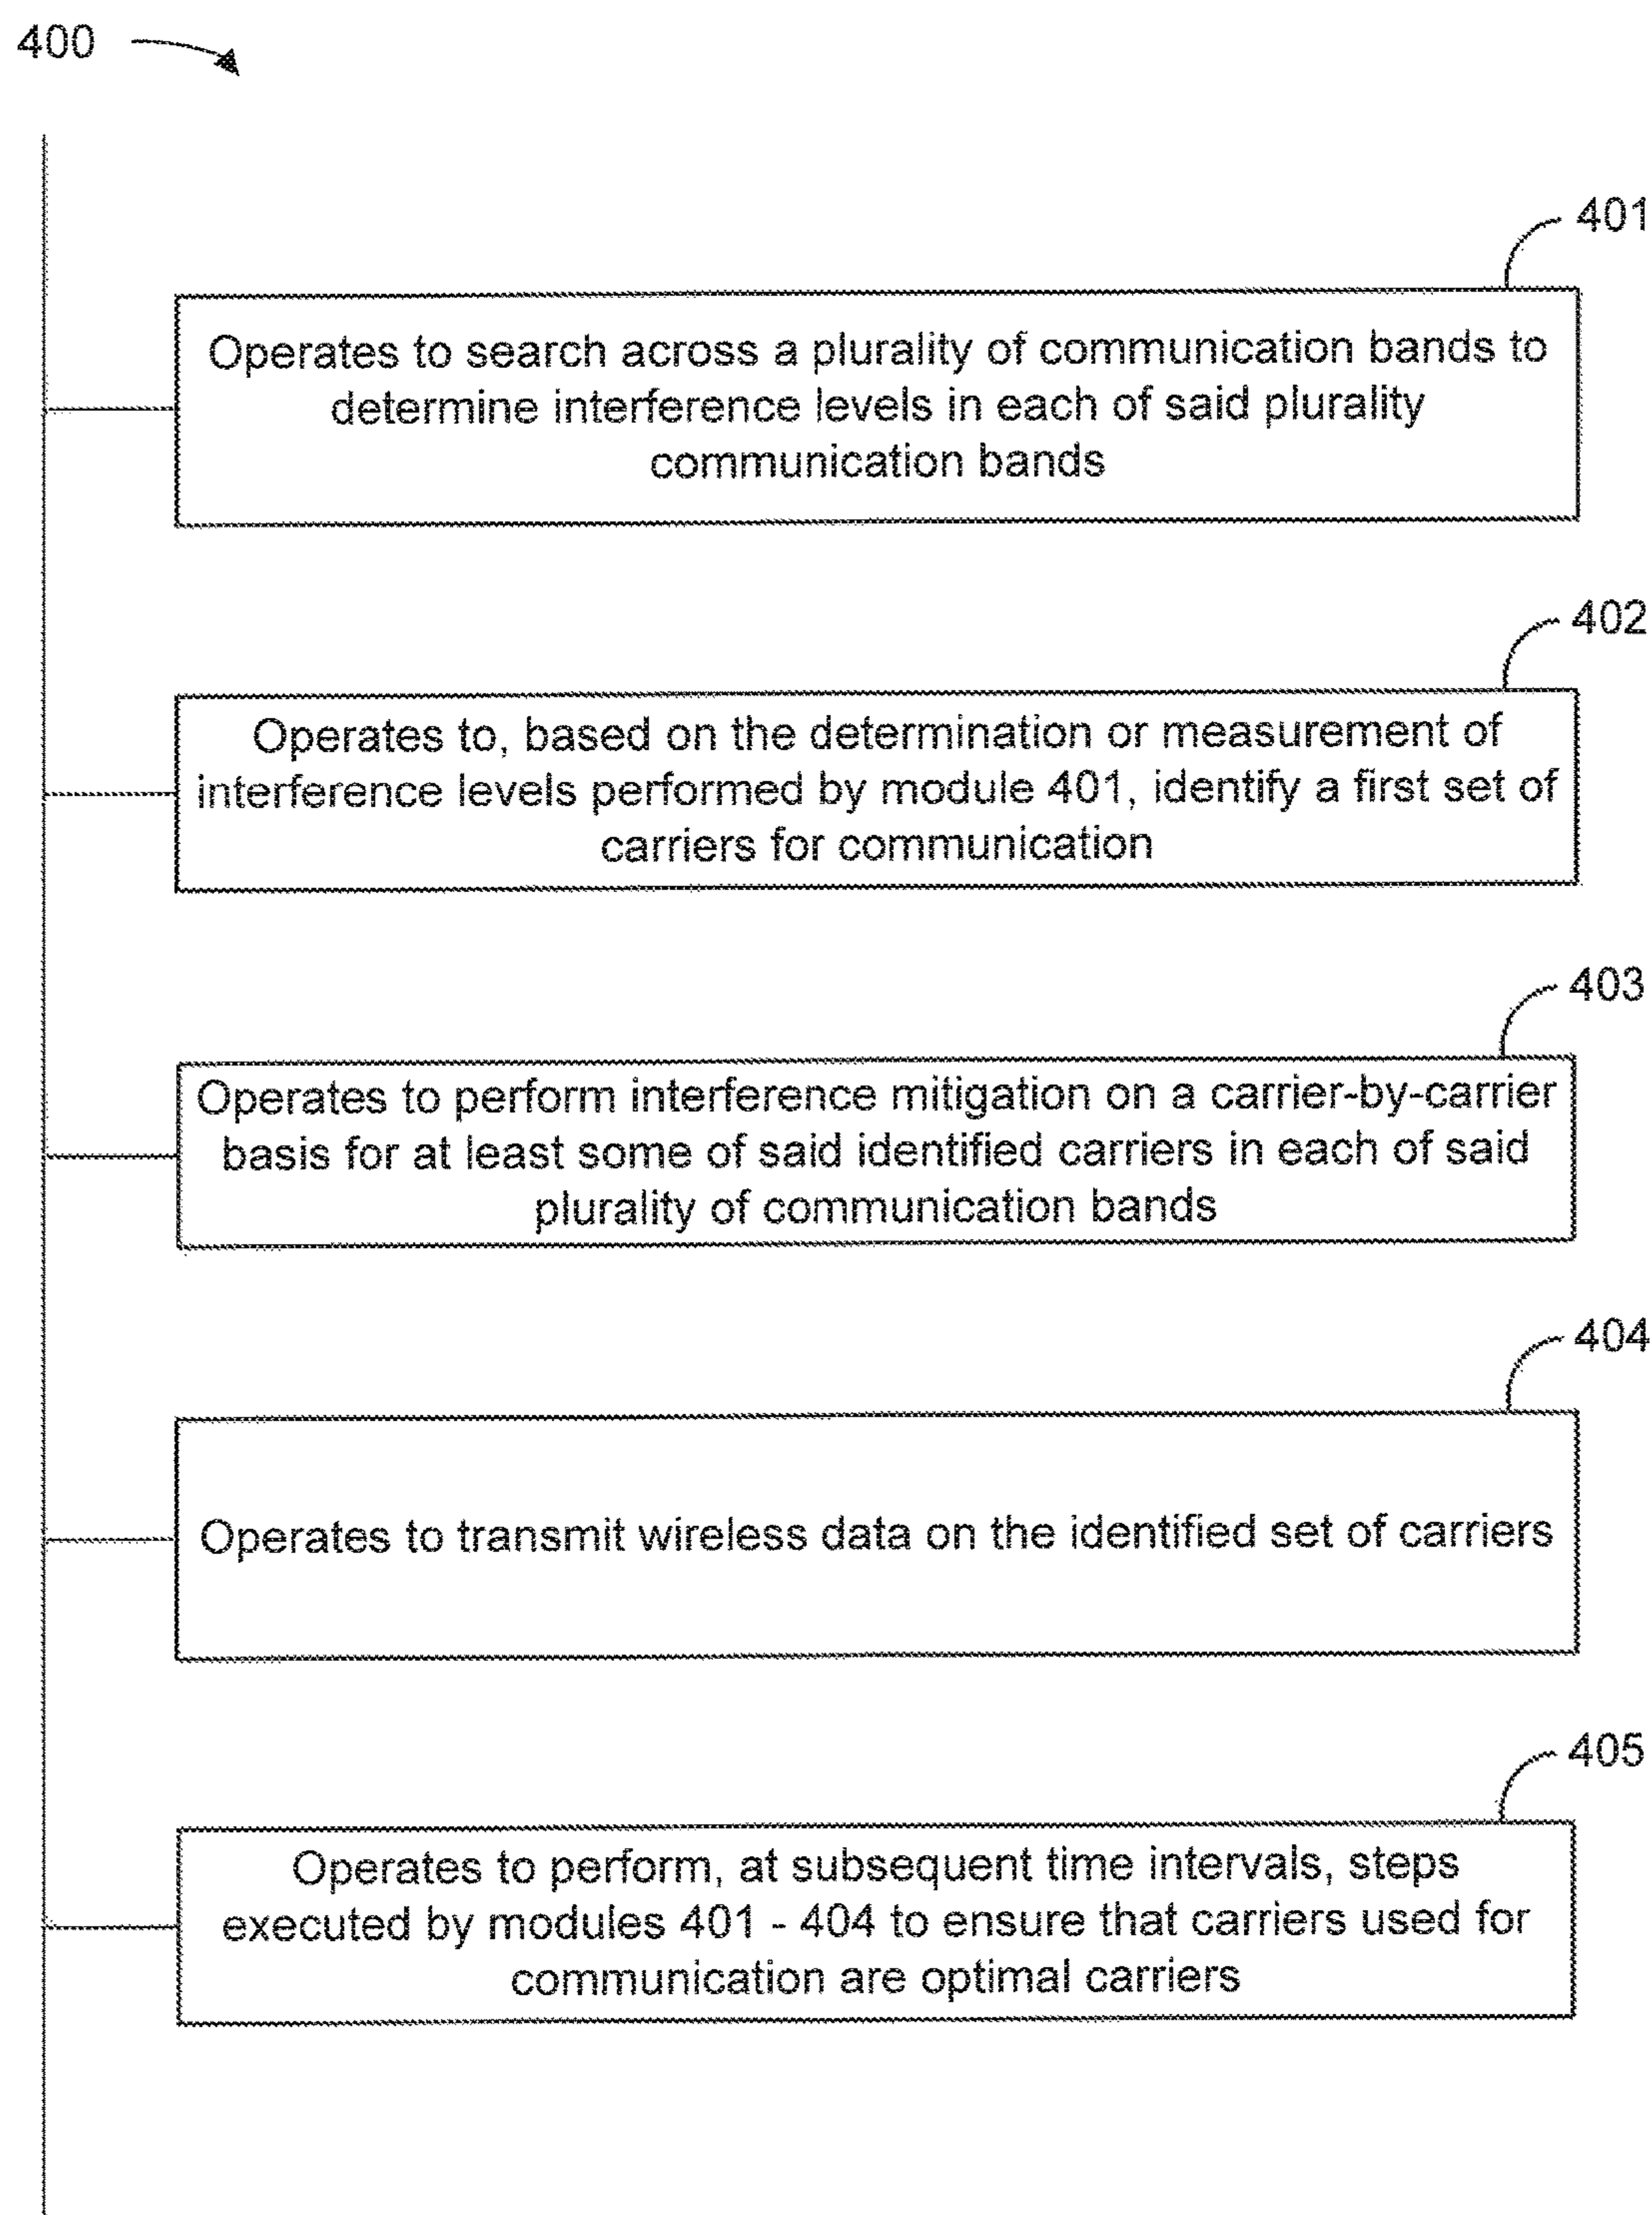 400
401
Operates to search across a plurality of communication bands to
determine interference levels in each of said plurality
communication bands
402
Operates to, based on the determination or measurement of
interference levels performed by module 401, identify a first set of
carriers for communication
403
Operates to perform interference mitigation on a carrier-by-carrier
basis for at least some of said identified carriers in each of said
plurality of communication bands
404
Operates to transmit wireless data on the identified set of carriers
405
Operates to perform, at subsequent time intervals, steps
executed by modules 401 - 404 to ensure that carriers used for
communication are optimal carriers